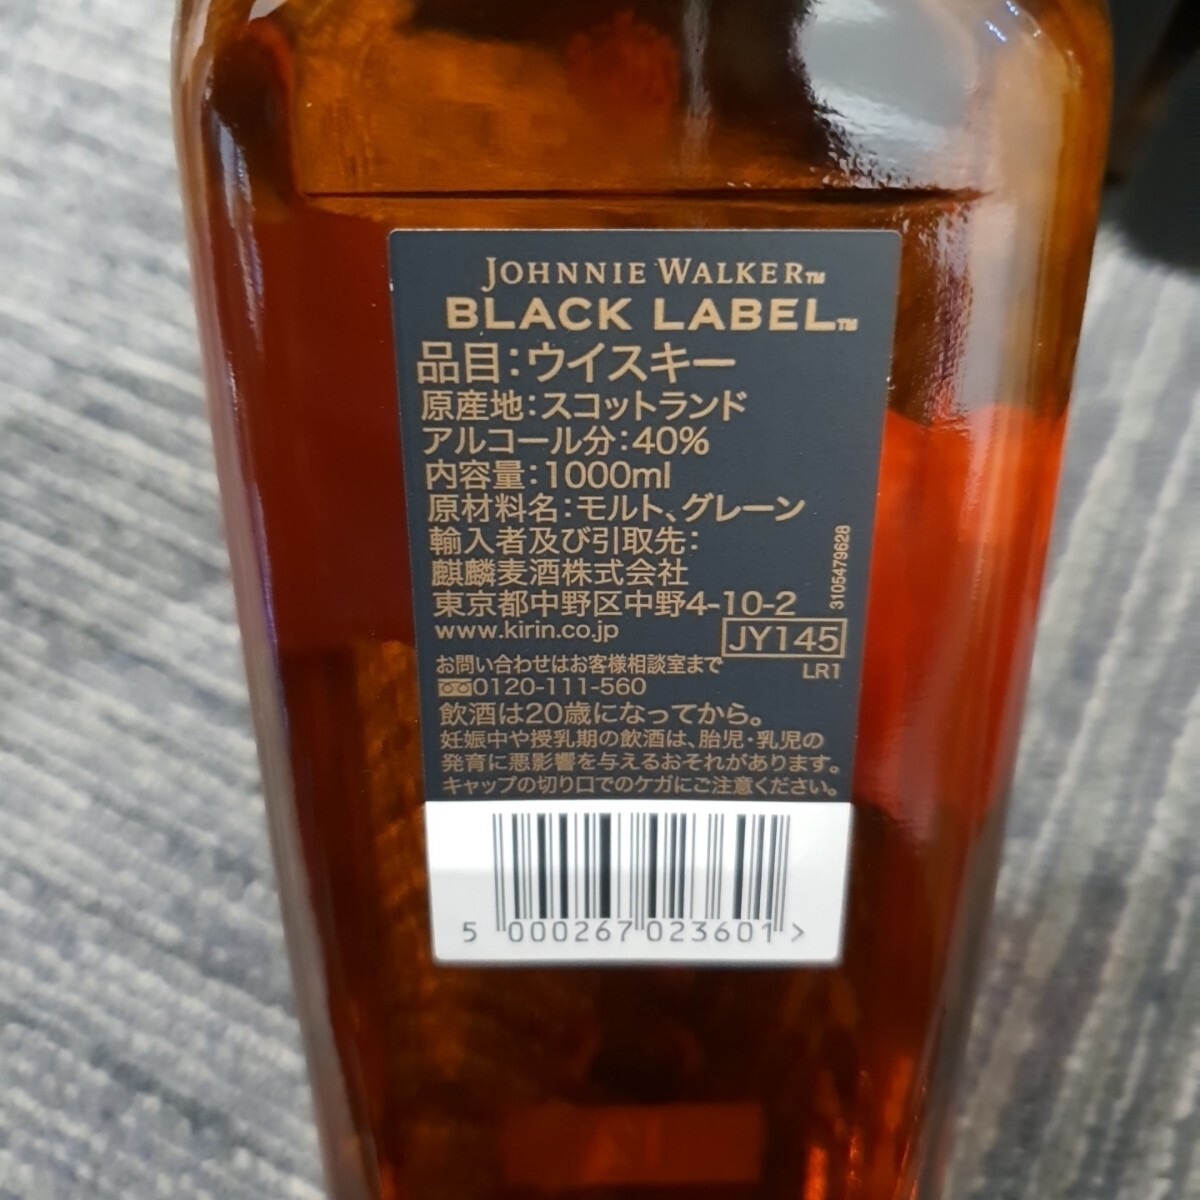 JOHNNIE WALKER™
BLACK LABEL™
品目:ウイスキー
原産地:スコットランド
アルコール分:40%
内容量:1000ml
原材料名:モルト、グレーン
輸入者及び引取先:
麒麟麦酒株式会社
東京都中野区中野4-10-2
www.kirin.co.jp
JY145
LR1
3105479628
お問い合わせはお客様相談室まで
0120-111-560
飲酒は20歳になってから。
妊娠中や授乳期の飲酒は、胎児・乳児の
発育に悪影響を与えるおそれがあります。
キャップの切り口でのケガにご注意ください。
5 000267 023601 >